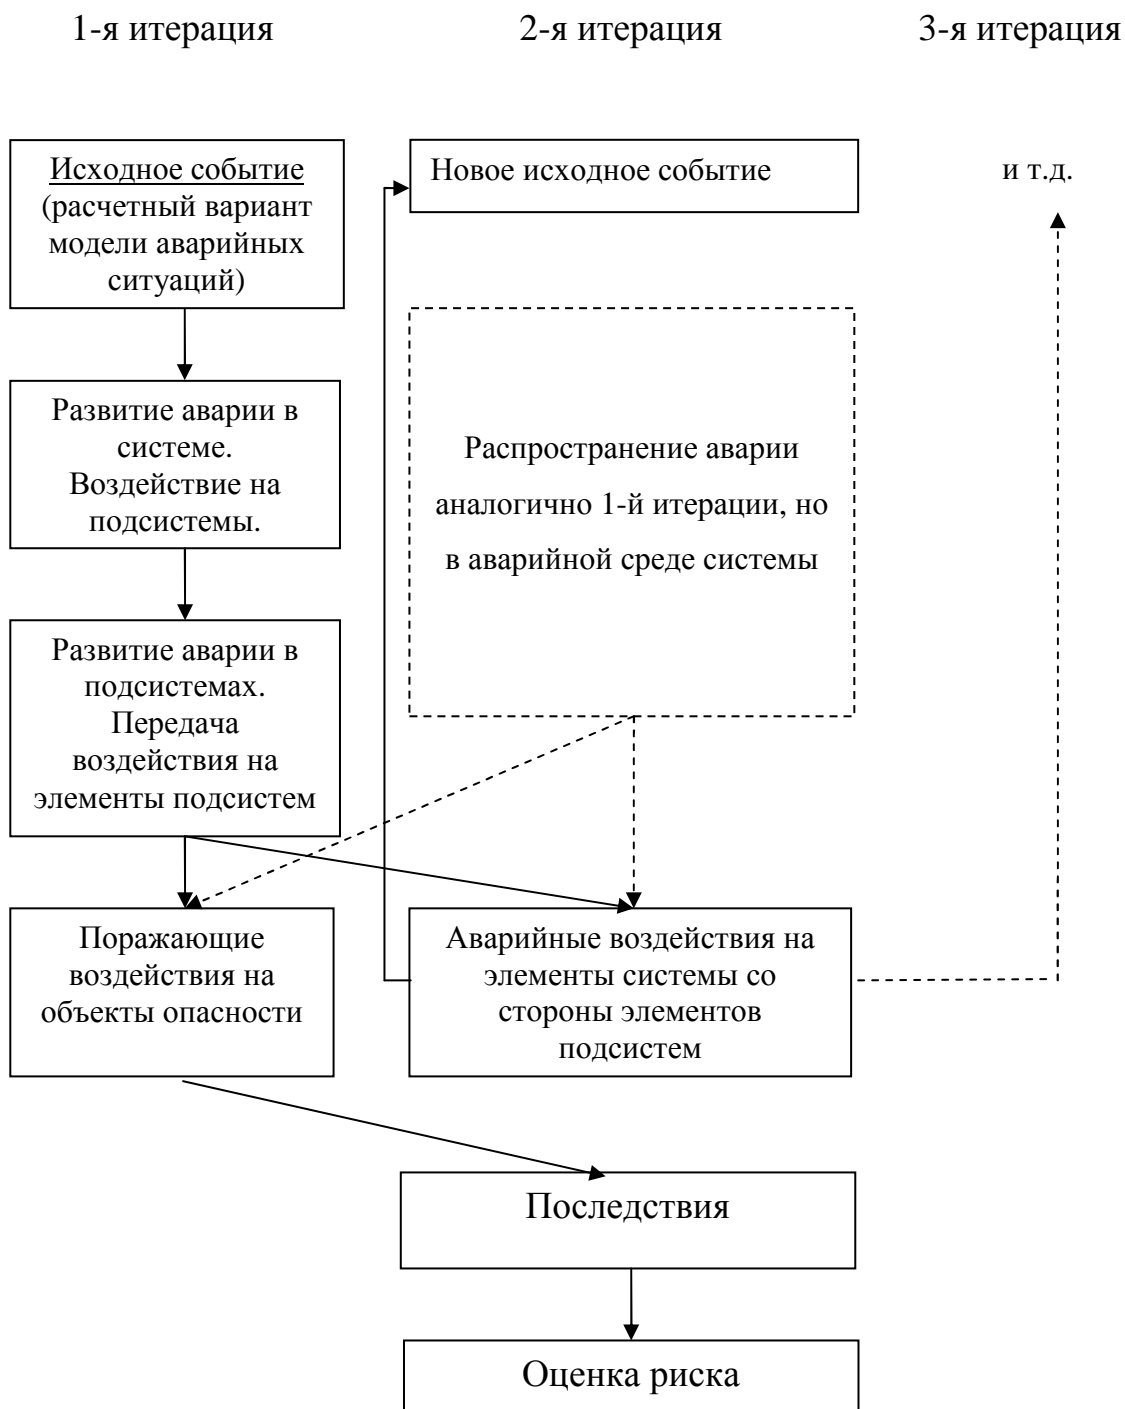 1-я итерация
2-я итерация
3-я итерация
Исходное событие
(расчетный вариант
модели аварийных
ситуаций)
Новое исходное событие
и т.д.
Развитие аварии в
системе.
Воздействие на
подсистемы.
Распространение аварии
аналогично 1-й итерации, но
в аварийной среде системы
Развитие аварии в
подсистемах.
Передача
воздействия на
элементы подсистем
Поражающие
воздействия на
объекты опасности
Аварийные воздействия на
элементы системы со
стороны элементов
подсистем
Последствия
Оценка риска